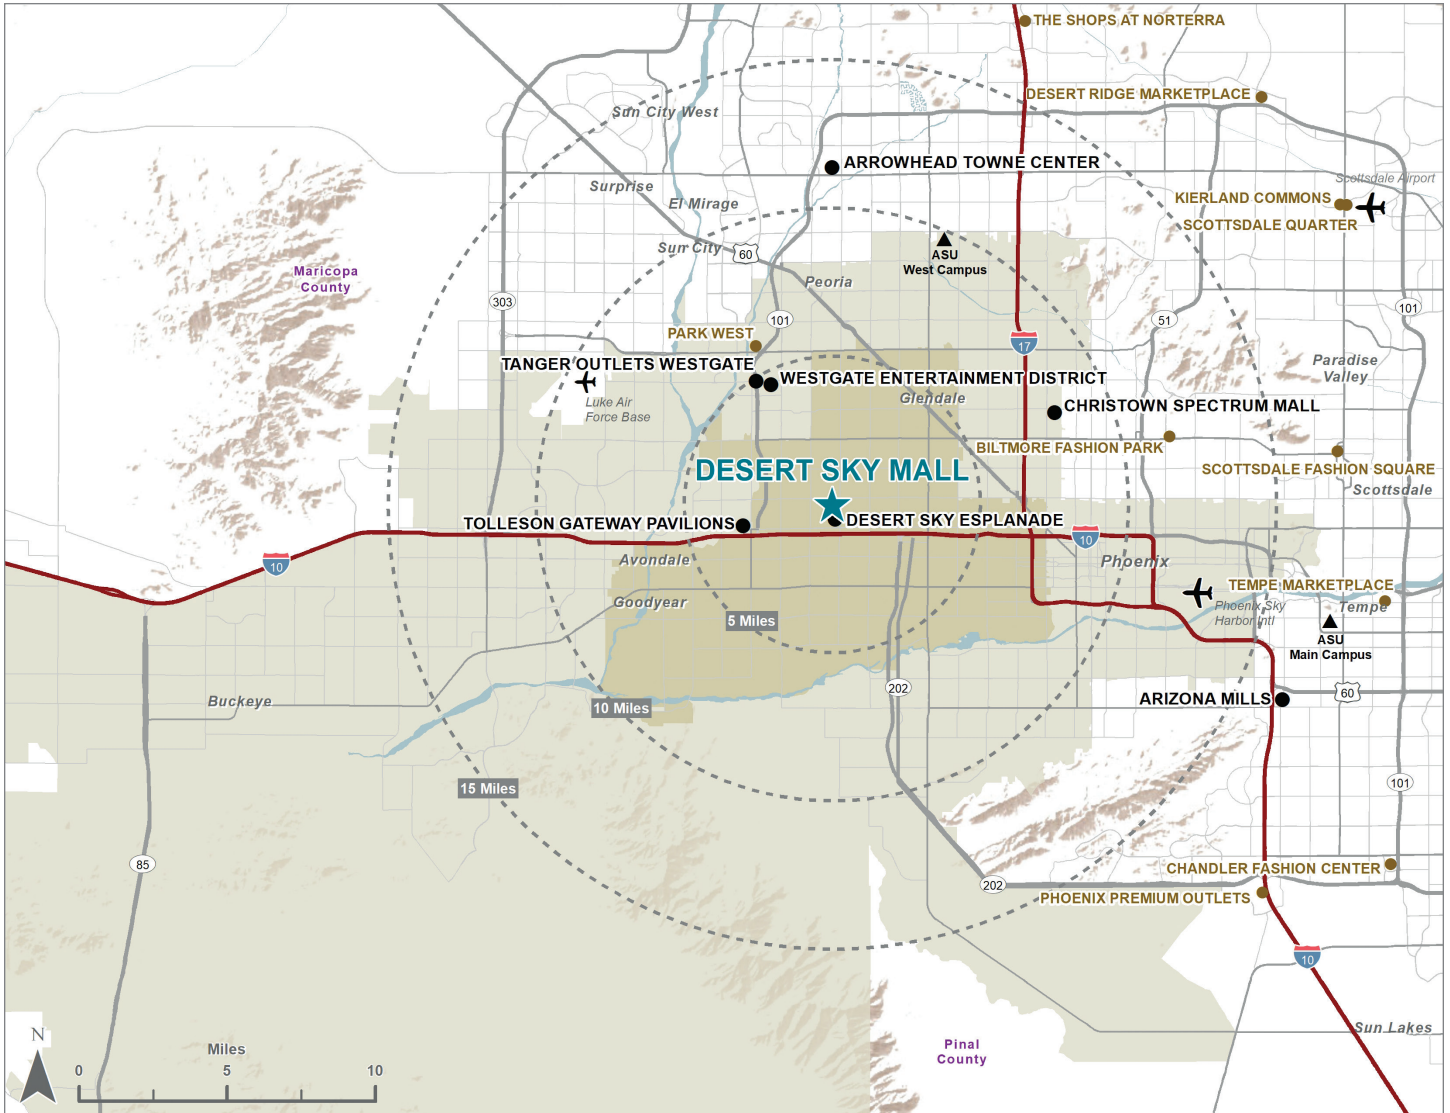 THE SHOPS AT NORTERRA
DESERT RIDGE MARKETPLACE
Sun City West
ARROWHEAD TOWNE CENTER
Scottsdale Airport
Surprise
El Mirage
KIERLAND COMMONS
SCOTTSDALE QUARTER
Sun City
60
ASU
West Campus
Maricopa
County
Peoria
303
101
51
101
PARK WEST
17
TANGER OUTLETS WESTGATE
WESTGATE ENTERTAINMENT DISTRICT
Paradise
Valley
Luke Air
Force Base
Glendale
CHRISTOWN SPECTRUM MALL
BILTMORE FASHION PARK
DESERT SKY MALL
SCOTTSDALE FASHION SQUARE
Scottsdale
TOLLESON GATEWAY PAVILIONS
DESERT SKY ESPLANADE
10
10
Avondale
Phoenix
Goodyear
TEMPE MARKETPLACE
Phoenix Sky
Harbor Intl
Tempe
5 Miles
ASU
Main Campus
202
60
Buckeye
10 Miles
ARIZONA MILLS
15 Miles
101
85
202
CHANDLER FASHION CENTER
PHOENIX PREMIUM OUTLETS
10
Sun Lakes
N
Miles
0
5
10
Pinal
County